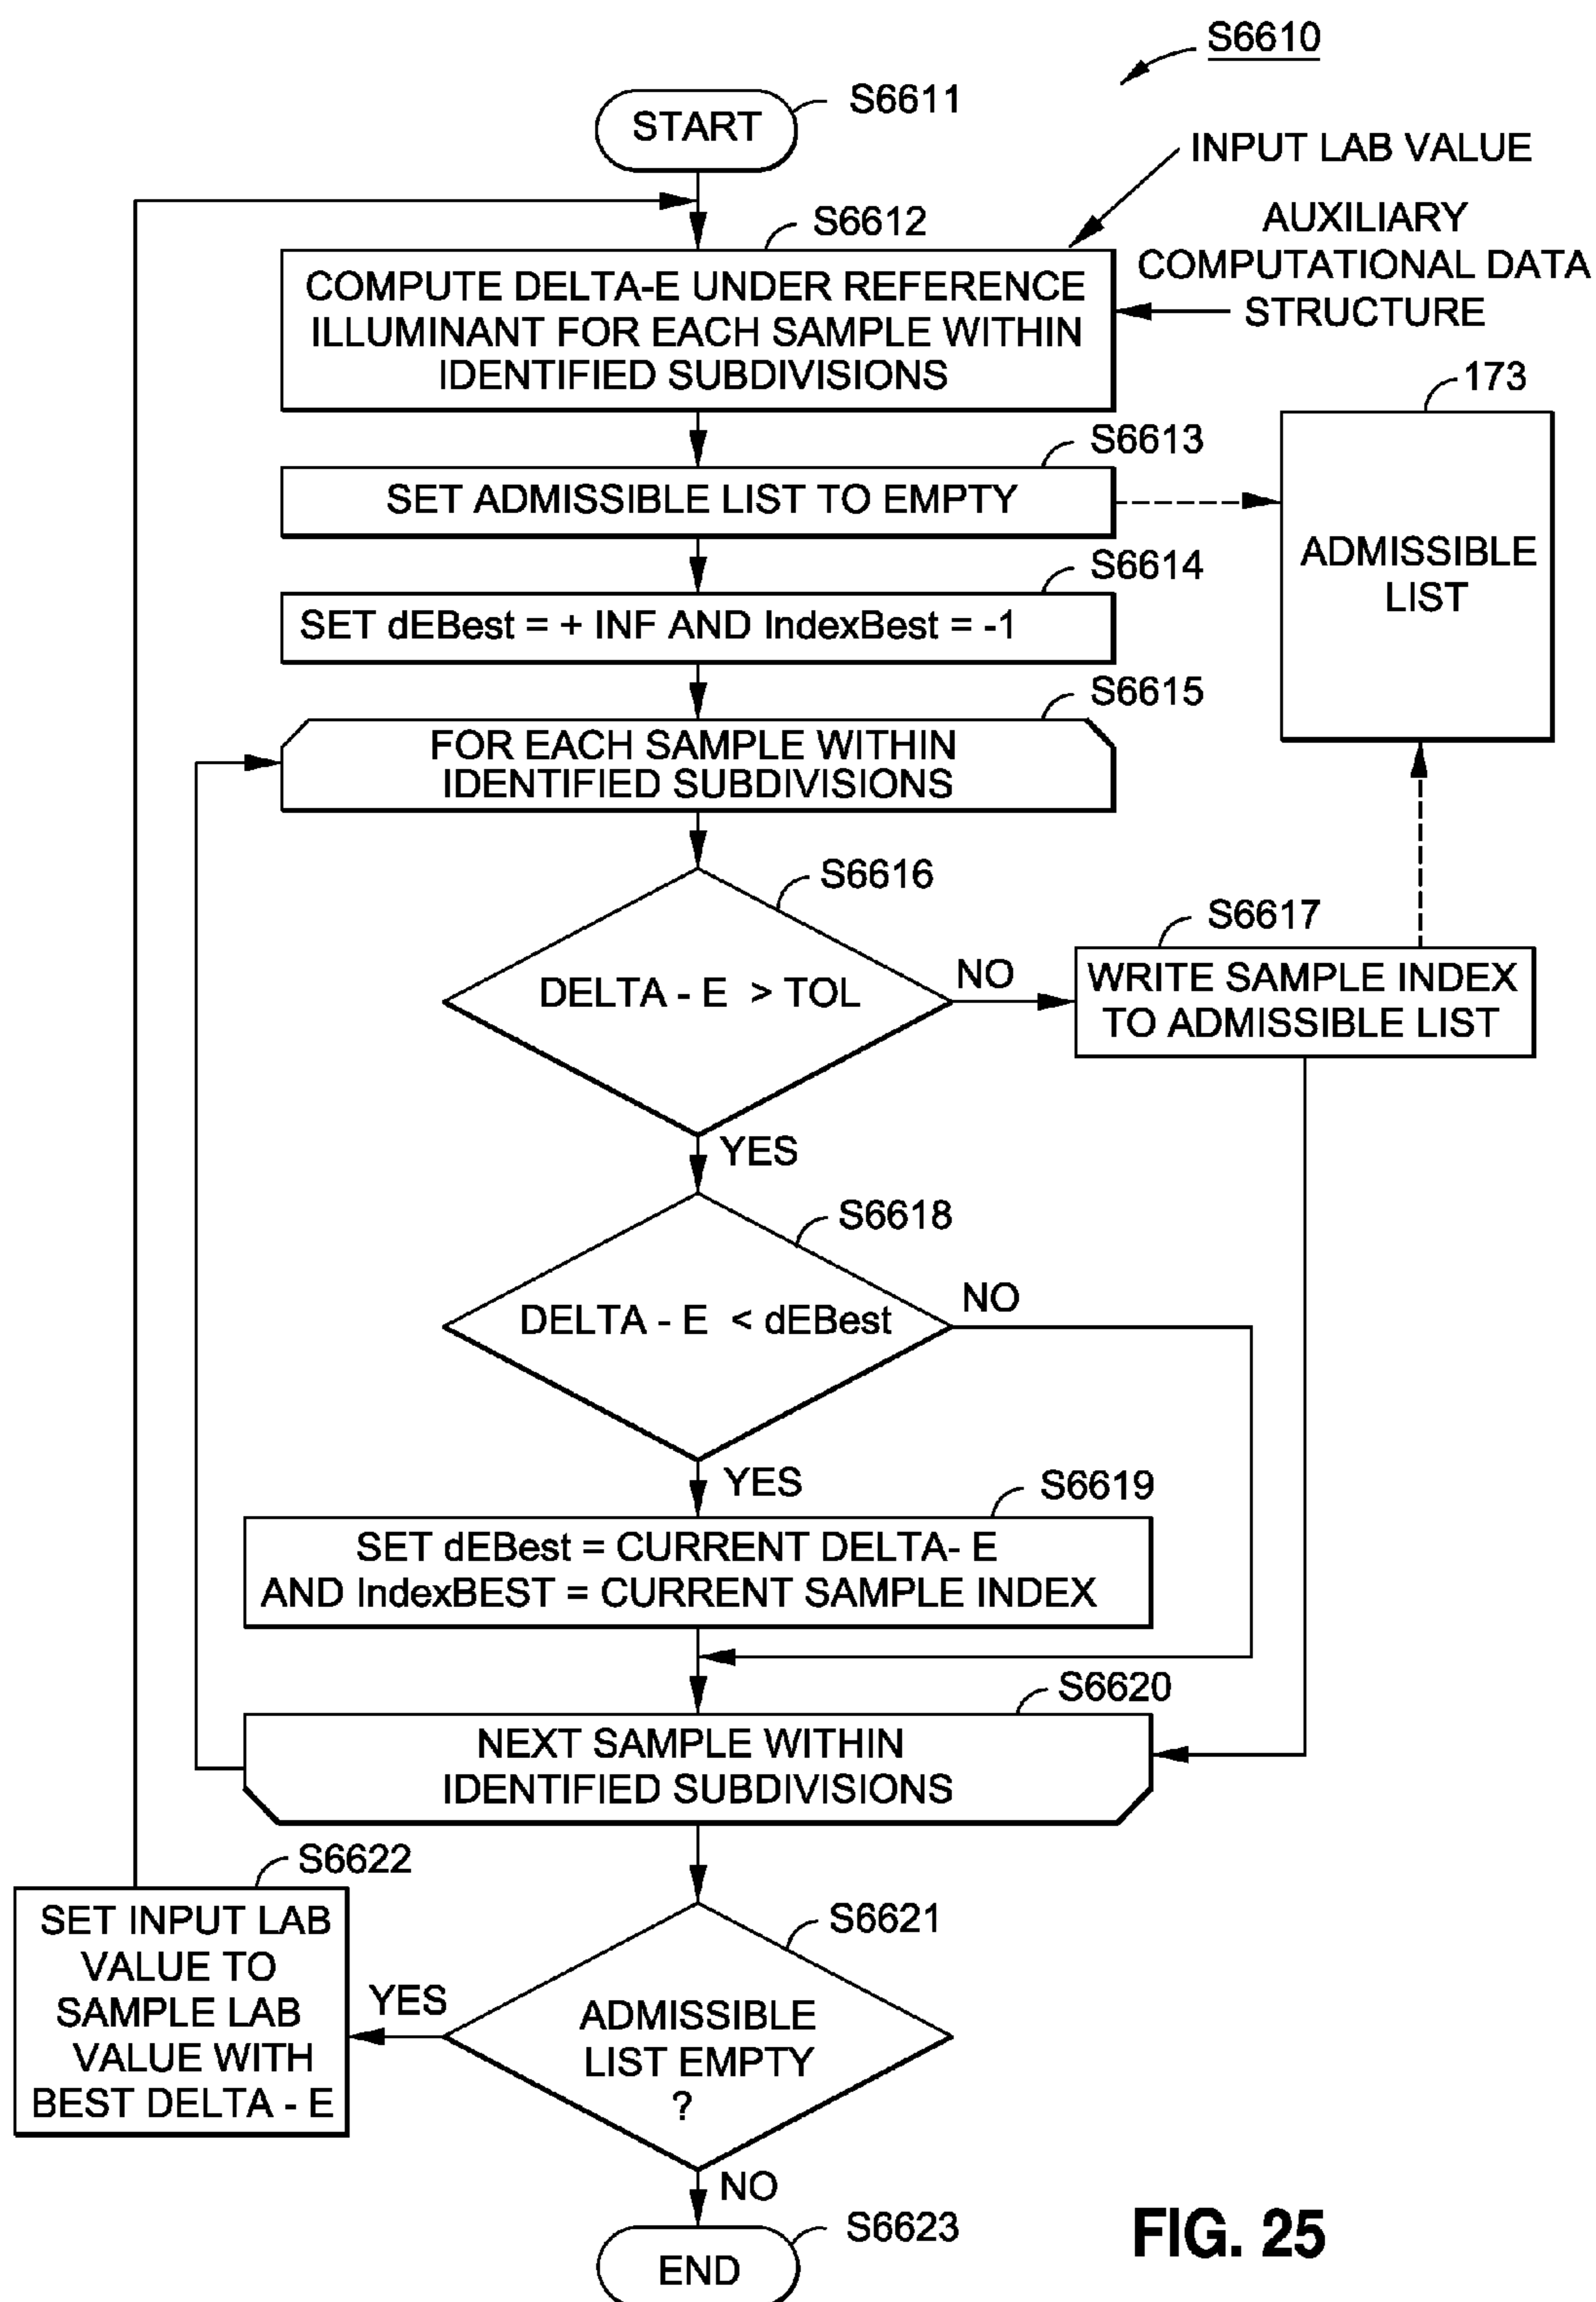 S6610
START
S6611
INPUT LAB VALUE
S6612
AUXILIARY
COMPUTATIONAL DATA
STRUCTURE
COMPUTE DELTA-E UNDER REFERENCE
ILLUMINANT FOR EACH SAMPLE WITHIN
IDENTIFIED SUBDIVISIONS
173
ADMISSIBLE
LIST
S6613
SET ADMISSIBLE LIST TO EMPTY
S6614
SET dEBest = + INF AND IndexBest = -1
S6615
FOR EACH SAMPLE WITHIN
IDENTIFIED SUBDIVISIONS
S6616
DELTA - E > TOL
NO
S6617
WRITE SAMPLE INDEX
TO ADMISSIBLE LIST
YES
S6618
DELTA - E < dEBest
NO
YES
S6619
SET dEBest = CURRENT DELTA- E
AND IndexBEST = CURRENT SAMPLE INDEX
S6620
NEXT SAMPLE WITHIN
IDENTIFIED SUBDIVISIONS
S6622
SET INPUT LAB
VALUE TO
SAMPLE LAB
VALUE WITH
BEST DELTA - E
YES
S6621
ADMISSIBLE
LIST EMPTY
?
NO
S6623
END
FIG. 25